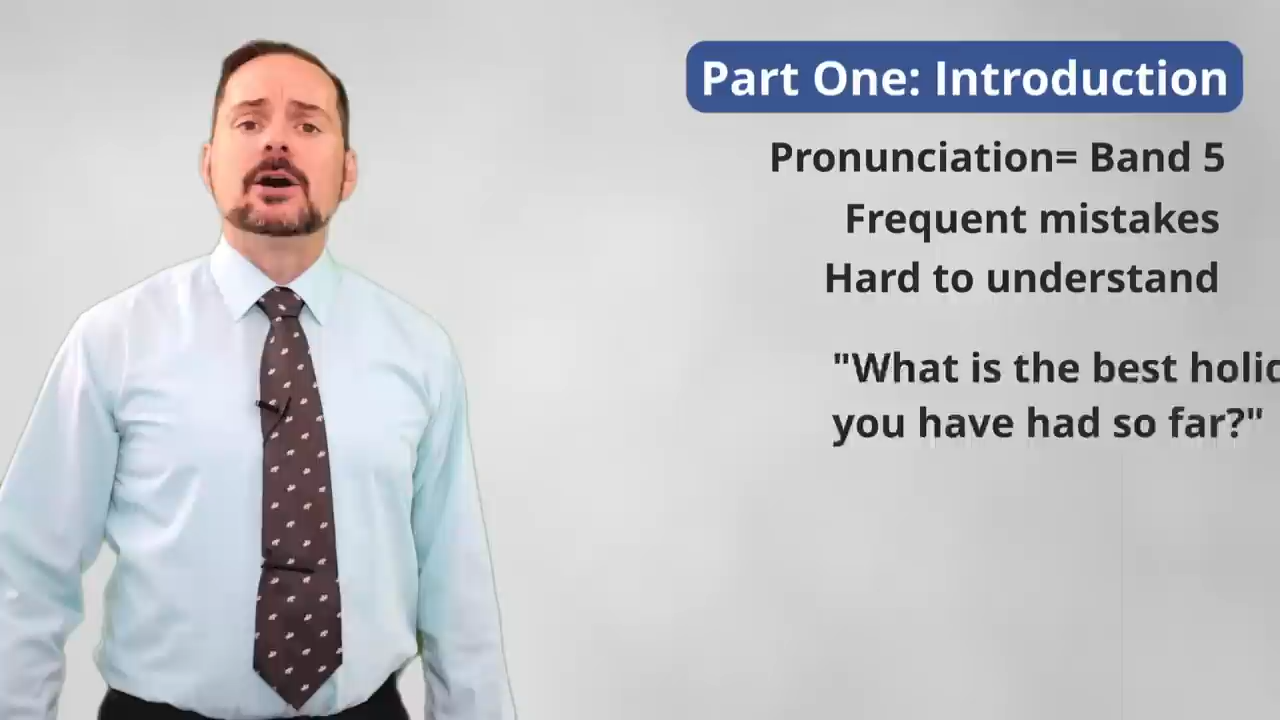 Part One: Introduction
Pronunciation= Band 5
Frequent mistakes
Hard to understand
"What is the best
you have had so far?"